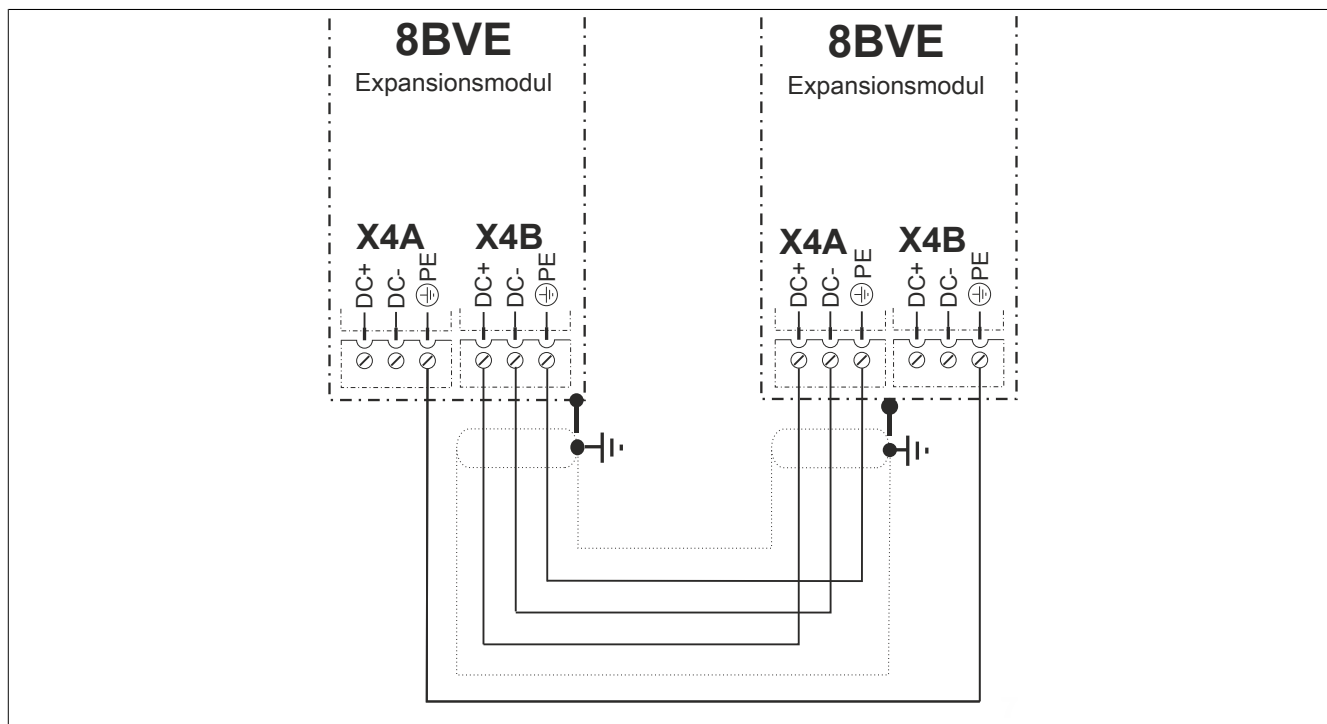 8BVE
Expansionsmodul
X4A
X4B
DC+
DC-
PE
DC+
DC-
PE
8BVE
Expansionsmodul
X4A
X4B
DC+
DC-
PE
DC+
DC-
PE